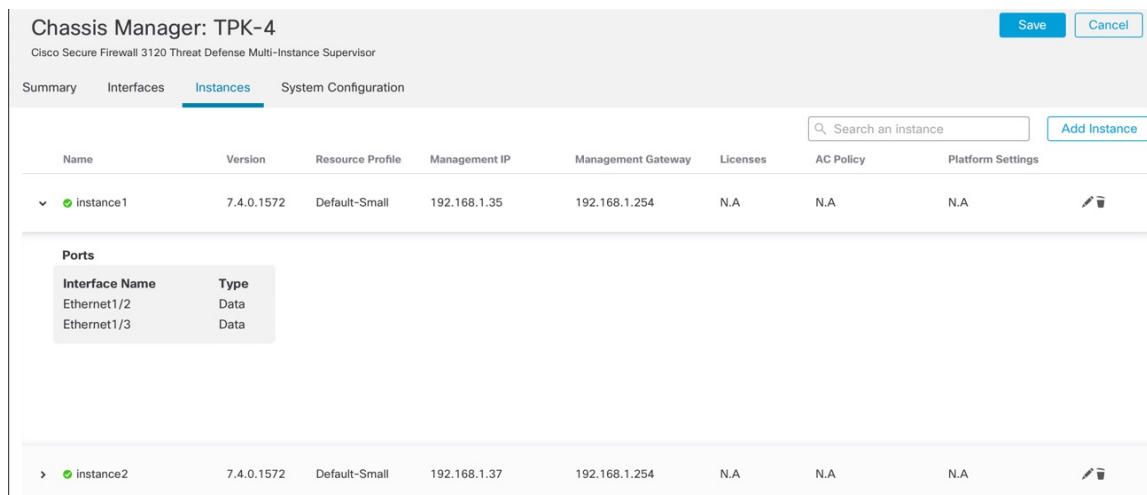 Chassis Manager: TPK-4
Save Cancel
Cisco Secure Firewall 3120 Threat Defense Multi-Instance Supervisor
Summary Interfaces Instances System Configuration
Search an instance Add Instance
Name Version Resource Profile Management IP Management Gateway Licenses AC Policy Platform Settings
instance1 7.4.0.1572 Default-Small 192.168.1.35 192.168.1.254 N.A N.A N.A
Ports
Interface Name Type
Ethernet1/2 Data
Ethernet1/3 Data
instance2 7.4.0.1572 Default-Small 192.168.1.37 192.168.1.254 N.A N.A N.A